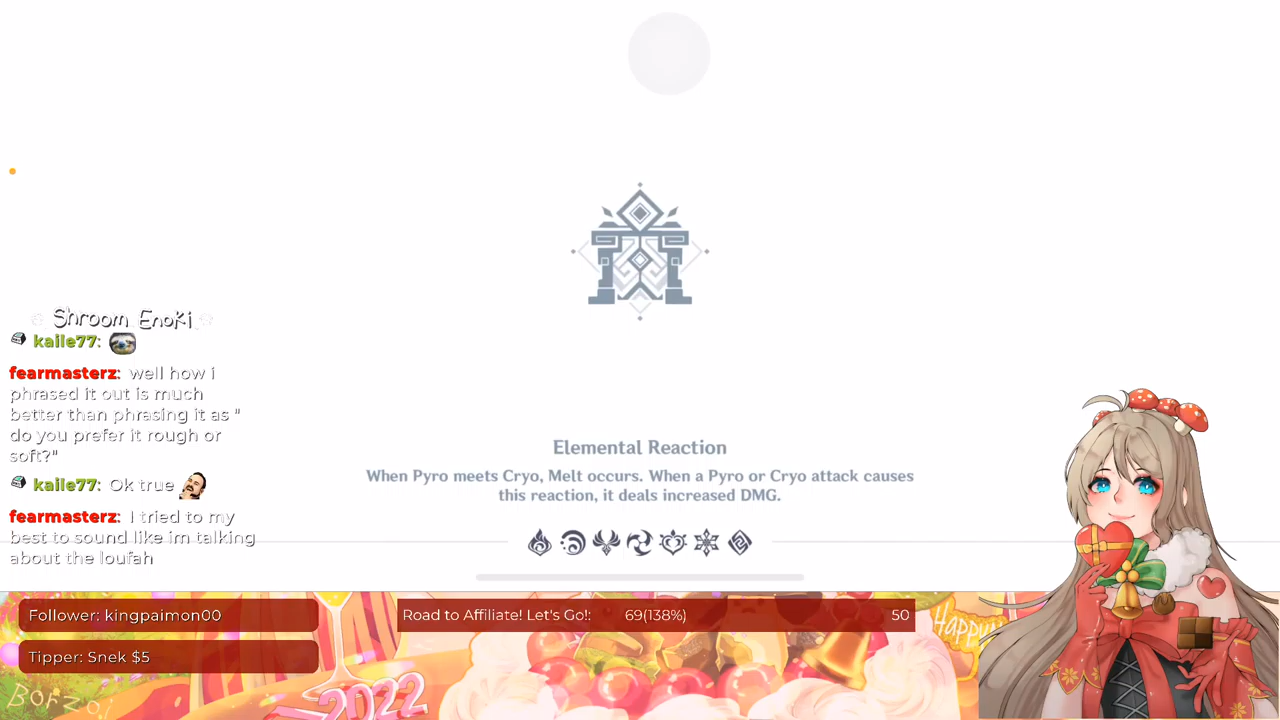 Shroom Enoki
kaile77:
fearmasterz: well how i
phrased it out is much
better than phrasing it as "
do you prefer it rough or
soft?"
kaile77: Ok true
fearmasterz: I tried to my
best to sound like im talking
about the loufah
Elemental Reaction
When Pyro meets Cryo, Melt occurs. When a Pyro or Cryo attack causes
this reaction, it deals increased DMG.
Follower: kingpaimon00
Road to Affiliate! Let's Go!: 69(138%) 50
Tipper: Snek $5
Happy
2022
Borzoi